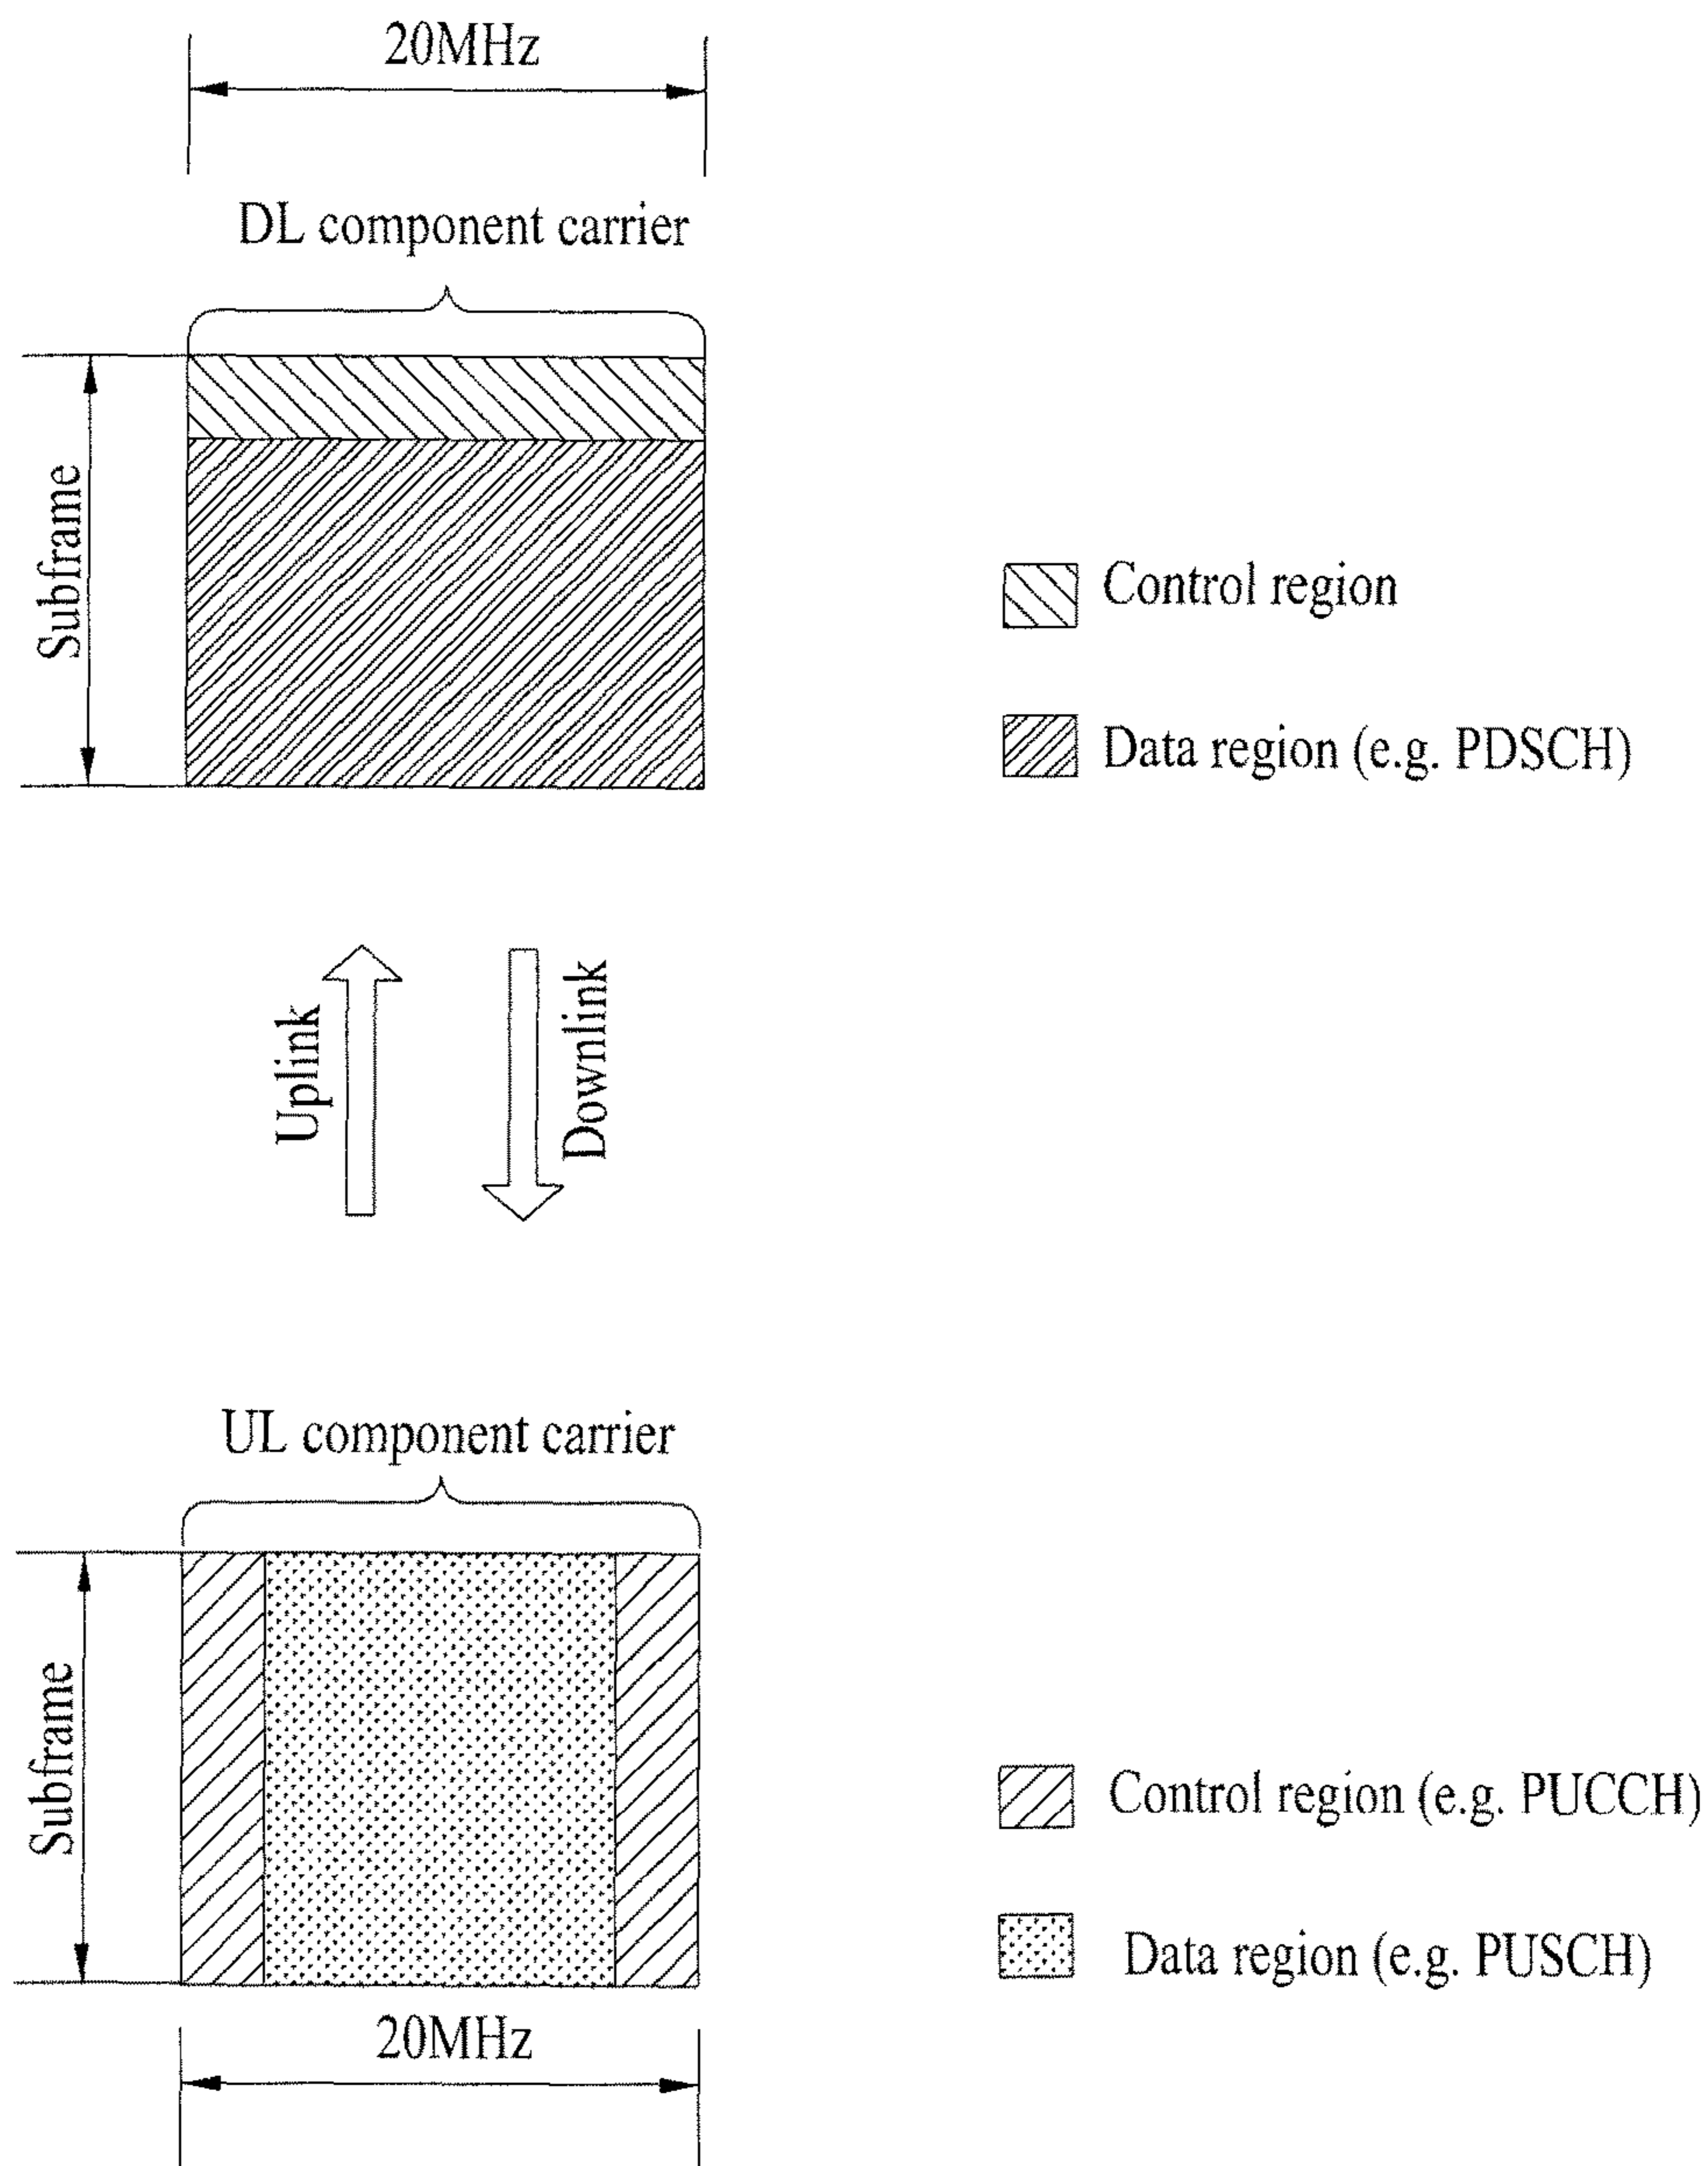 20MHz
DL component carrier
Subframe
Control region
Data region (e.g. PDSCH)
Uplink
Downlink
UL component carrier
Subframe
Control region (e.g. PUCCH)
Data region (e.g. PUSCH)
20MHz